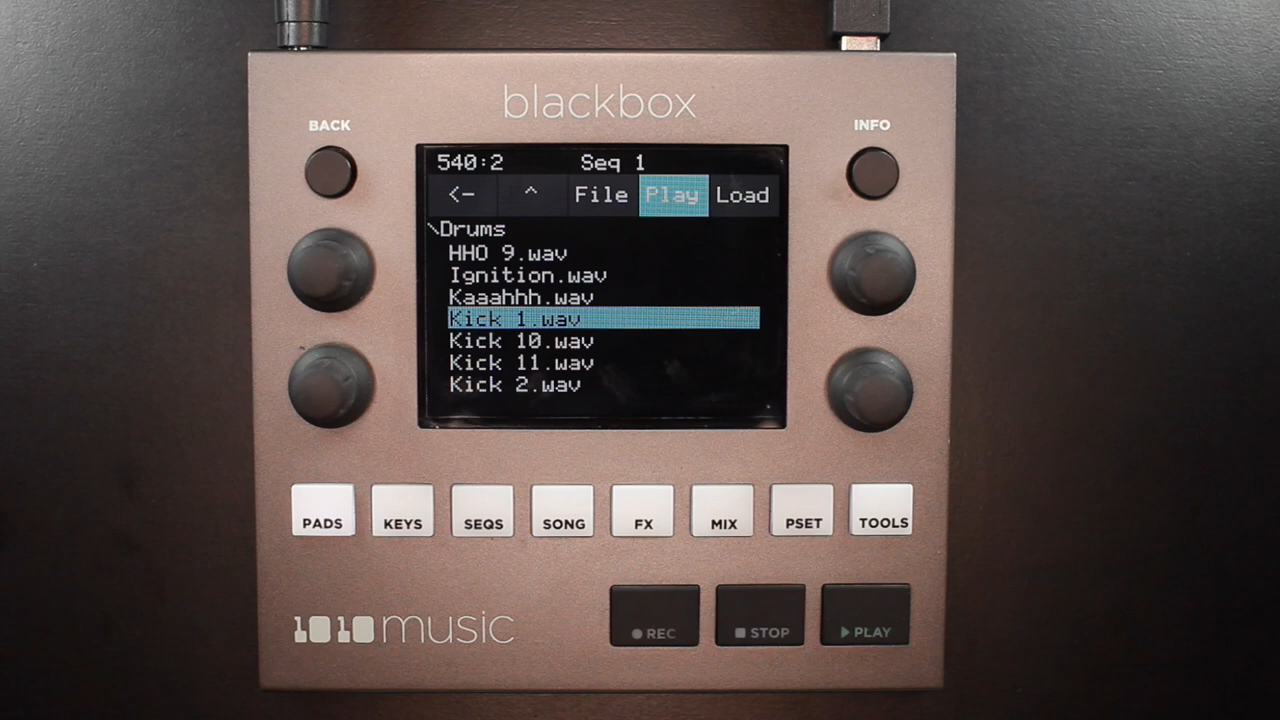 blackbox
BACK
INFO
540:2 Seq 1
<- ^ File Play Load
\Drums
HHO 9.wav
Ignition.wav
Kaaahhh.wav
Kick 1.wav
Kick 10.wav
Kick 11.wav
Kick 2.wav
PADS KEYS SEQS SONG FX MIX PSET TOOLS
REC STOP PLAY
1010music